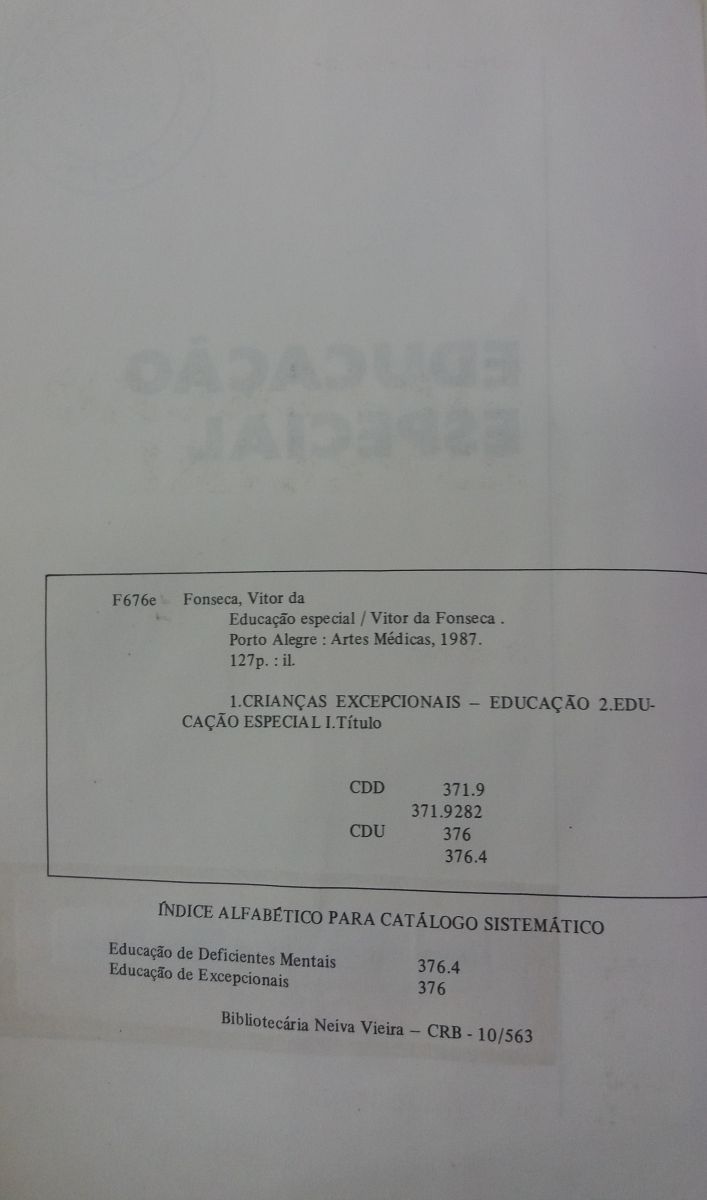 EDUCAÇÃO
ESPECIAL
F676e Fonseca, Vitor da
Educação especial / Vitor da Fonseca .
Porto Alegre : Artes Médicas, 1987.
127p. : il.
1.CRIANÇAS EXCEPCIONAIS – EDUCAÇÃO 2.EDU-
CAÇÃO ESPECIAL I.Título
CDD 371.9
371.9282
CDU 376
376.4
ÍNDICE ALFABÉTICO PARA CATÁLOGO SISTEMÁTICO
Educação de Deficientes Mentais 376.4
Educação de Excepcionais 376
Bibliotecária Neiva Vieira – CRB - 10/563